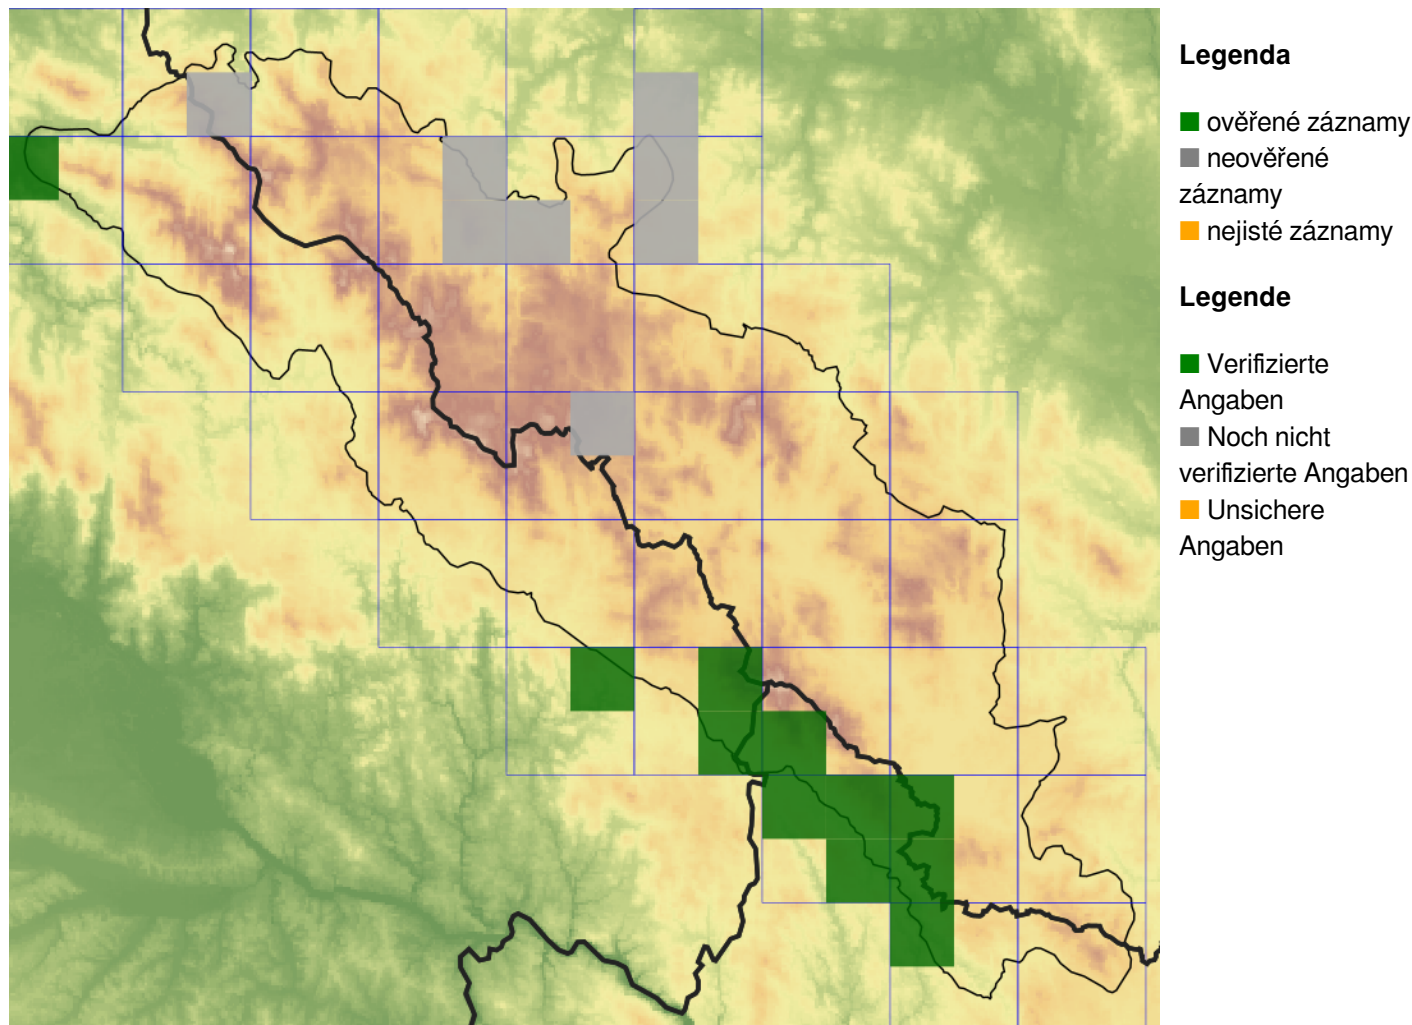 Legenda
ověřené záznamy
neověřené
záznamy
nejisté záznamy
Legende
Verifizierte
Angaben
Noch nicht
verifizierte Angaben
Unsichere
Angaben